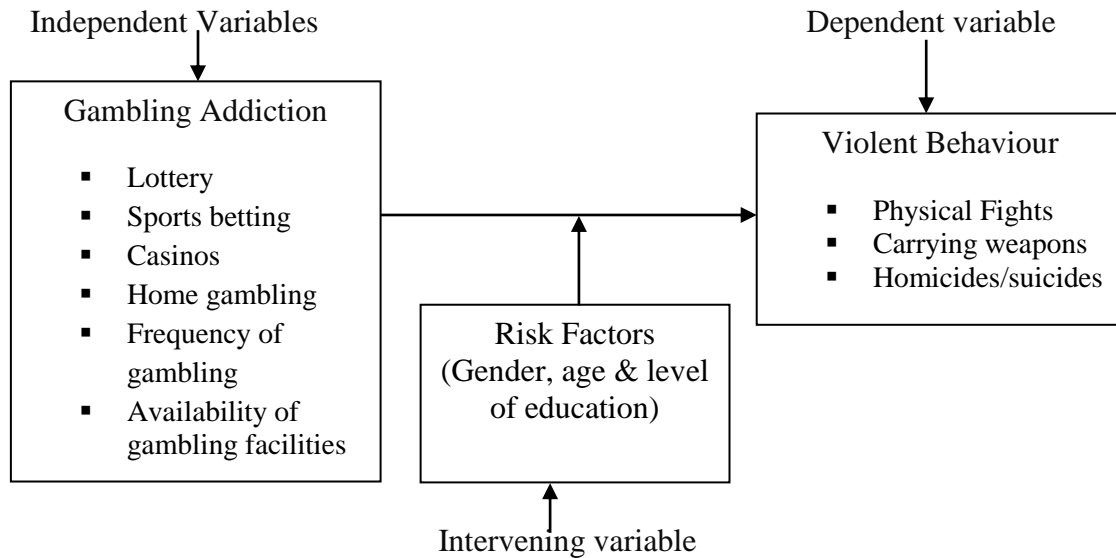 Independent Variables
Dependent variable
Gambling Addiction
▪ Lottery
▪ Sports betting
▪ Casinos
▪ Home gambling
▪ Frequency of
gambling
▪ Availability of
gambling facilities
Violent Behaviour
▪ Physical Fights
▪ Carrying weapons
▪ Homicides/suicides
Risk Factors
(Gender, age & level
of education)
Intervening variable